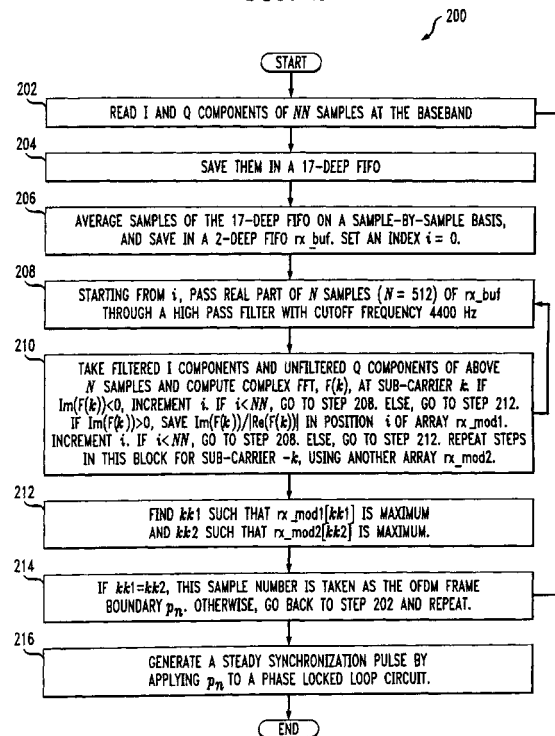 200
START
202
READ I AND Q COMPONENTS OF NN SAMPLES AT THE BASEBAND
204
SAVE THEM IN A 17-DEEP FIFO
206
AVERAGE SAMPLES OF THE 17-DEEP FIFO ON A SAMPLE-BY-SAMPLE BASIS,
AND SAVE IN A 2-DEEP FIFO rx_buf. SET AN INDEX i = 0.
208
STARTING FROM i, PASS REAL PART OF N SAMPLES (N = 512) OF rx_buf
THROUGH A HIGH PASS FILTER WITH CUTOFF FREQUENCY 4400 Hz
210
TAKE FILTERED I COMPONENTS AND UNFILTERED Q COMPONENTS OF ABOVE
N SAMPLES AND COMPUTE COMPLEX FFT, F(k), AT SUB-CARRIER k. IF
Im(F(k))<0, INCREMENT i. IF i<NN, GO TO STEP 208. ELSE, GO TO STEP 212.
IF Im(F(k))>0, SAVE Im(F(k))/|Re(F(k))| IN POSITION i OF ARRAY rx_mod1.
INCREMENT i. IF i<NN, GO TO STEP 208. ELSE, GO TO STEP 212. REPEAT STEPS
IN THIS BLOCK FOR SUB-CARRIER -k, USING ANOTHER ARRAY rx_mod2.
212
FIND kk1 SUCH THAT rx_mod1[kk1] IS MAXIMUM
AND kk2 SUCH THAT rx_mod2[kk2] IS MAXIMUM.
214
IF kk1=kk2, THIS SAMPLE NUMBER IS TAKEN AS THE OFDM FRAME
BOUNDARY pn. OTHERWISE, GO BACK TO STEP 202 AND REPEAT.
216
GENERATE A STEADY SYNCHRONIZATION PULSE BY
APPLYING pn TO A PHASE LOCKED LOOP CIRCUIT.
END